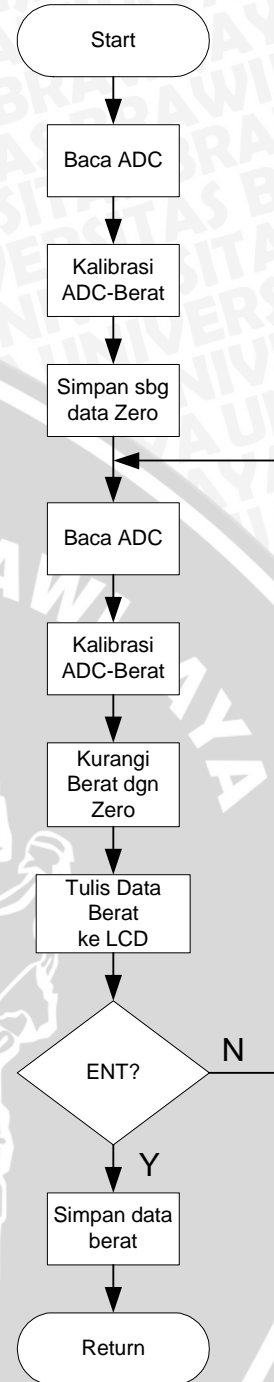 Start
Baca ADC
Kalibrasi
ADC-Berat
Simpan sbg
data Zero
Baca ADC
Kalibrasi
ADC-Berat
Kurangi
Berat dgn
Zero
Tulis Data
Berat
ke LCD
ENT?
N
Y
Simpan data
berat
Return